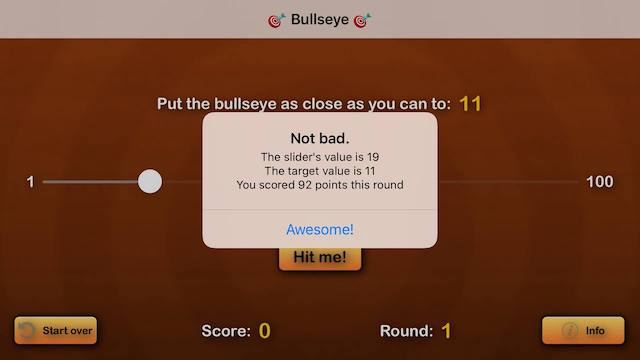 🎯 Bullseye 🎯
Put the bullseye as close as you can to: 11
Not bad.
The slider's value is 19
The target value is 11
You scored 92 points this round
1
100
Awesome!
Hit me!
Start over
Score: 0
Round: 1
Info